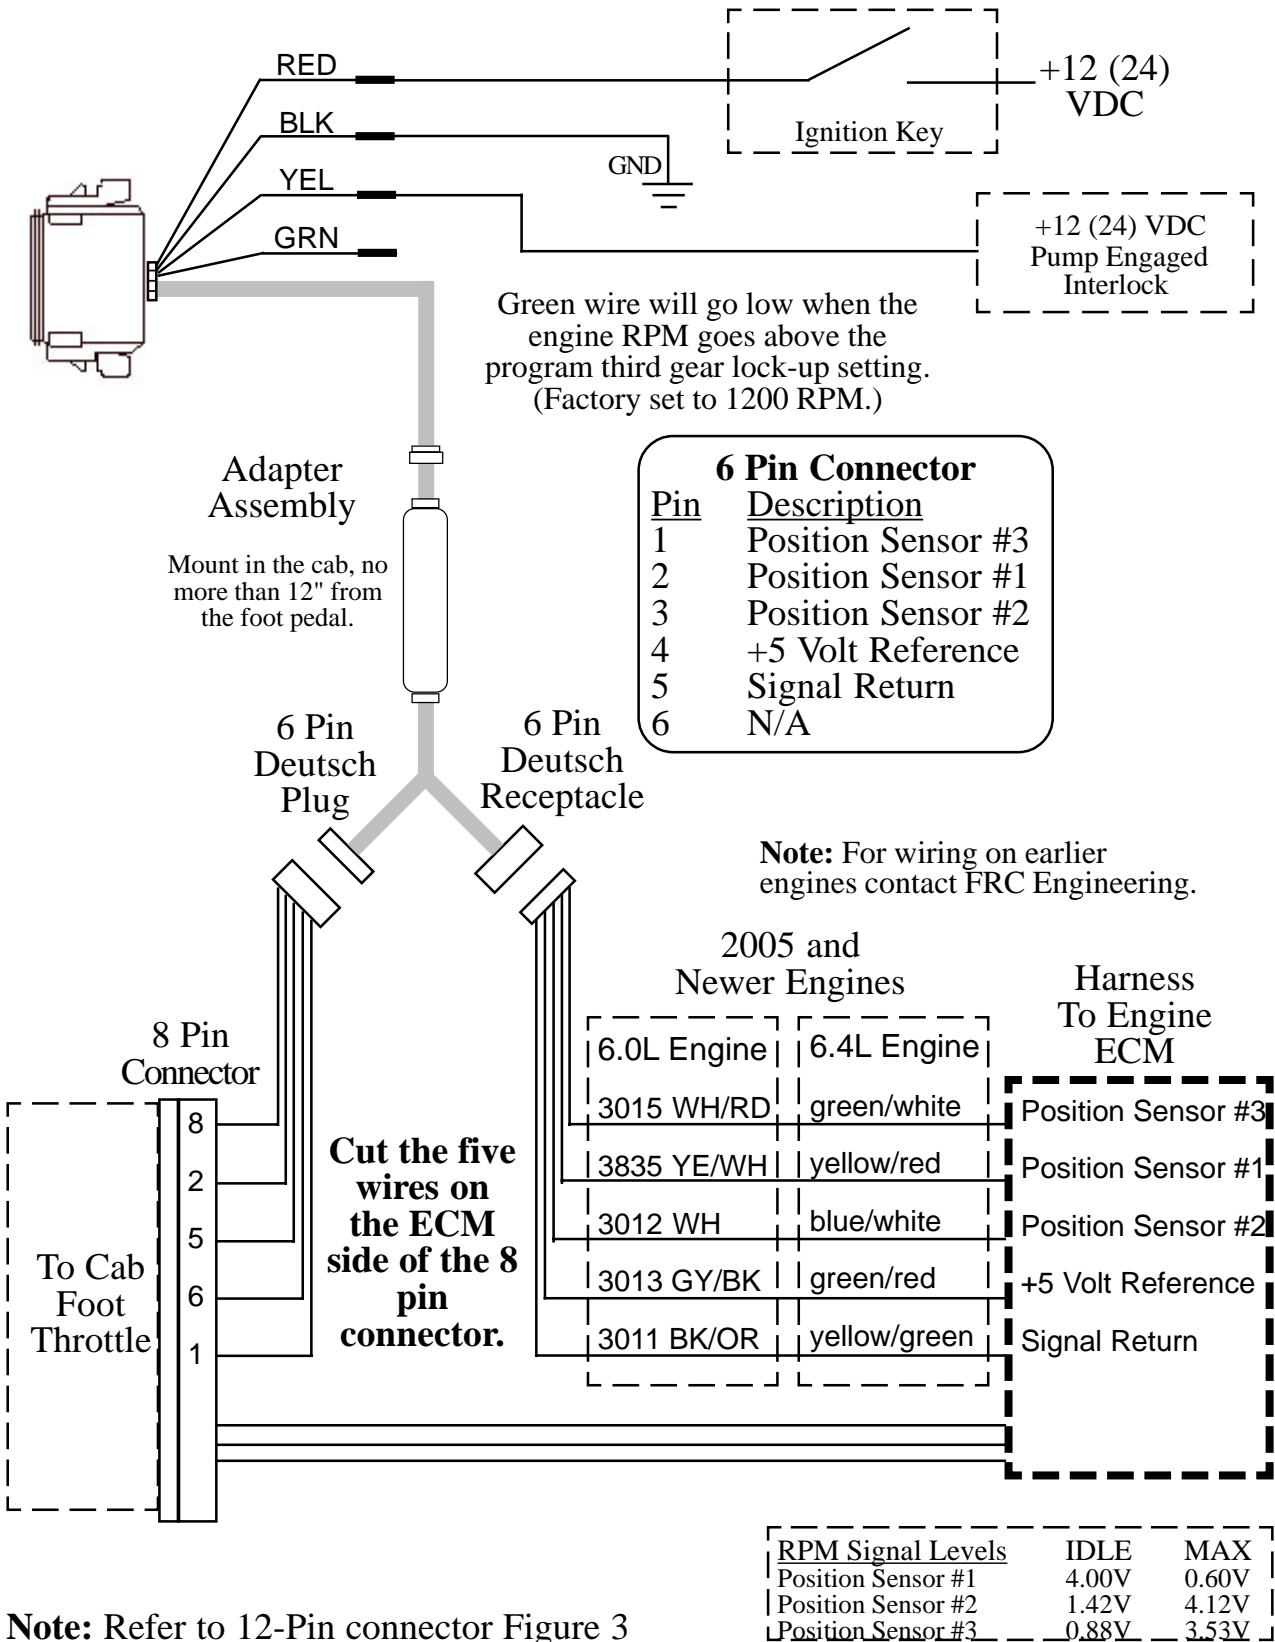 RED
+12 (24)
VDC
Ignition Key
BLK
GND
YEL
GRN
+12 (24) VDC
Pump Engaged
Interlock
Green wire will go low when the
engine RPM goes above the
program third gear lock-up setting.
(Factory set to 1200 RPM.)
Adapter
Assembly
Mount in the cab, no
more than 12" from
the foot pedal.
6 Pin Connector
Pin Description
1 Position Sensor #3
2 Position Sensor #1
3 Position Sensor #2
4 +5 Volt Reference
5 Signal Return
6 N/A
6 Pin
Deutsch
Plug
6 Pin
Deutsch
Receptacle
Note: For wiring on earlier
engines contact FRC Engineering.
2005 and
Newer Engines
Harness
To Engine
ECM
8 Pin
Connector
6.0L Engine 6.4L Engine
8
3015 WH/RD green/white Position Sensor #3
2
3835 YE/WH yellow/red Position Sensor #1
5
3012 WH blue/white Position Sensor #2
6
3013 GY/BK green/red +5 Volt Reference
1
3011 BK/OR yellow/green Signal Return
Cut the five
wires on
the ECM
side of the 8
pin
connector.
To Cab
Foot
Throttle
RPM Signal Levels IDLE MAX
Position Sensor #1 4.00V 0.60V
Position Sensor #2 1.42V 4.12V
Position Sensor #3 0.88V 3.53V
Note: Refer to 12-Pin connector Figure 3